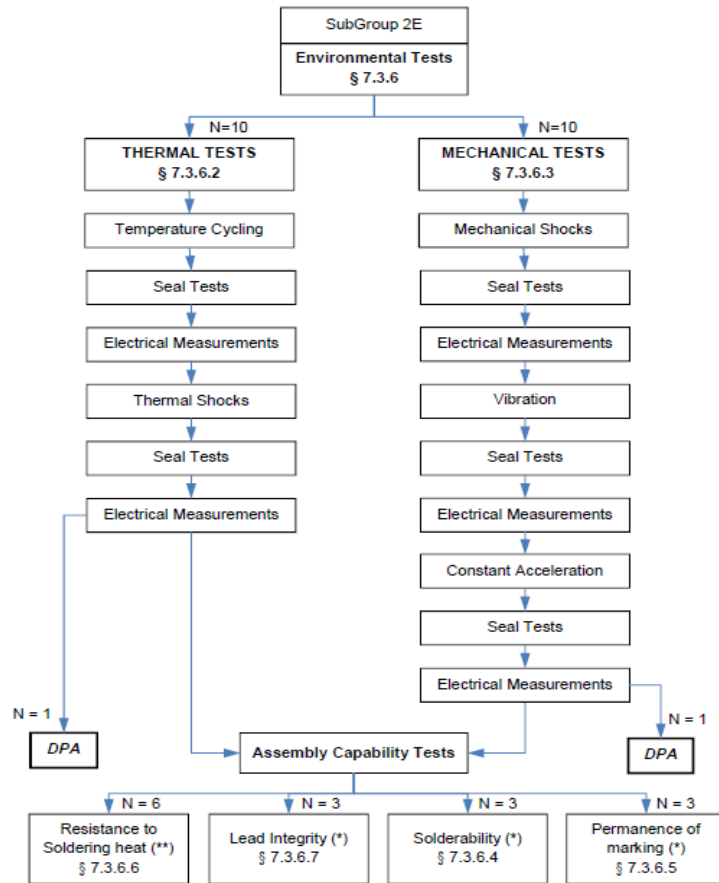 SubGroup 2E
Environmental Tests
§ 7.3.6
N=10
N=10
THERMAL TESTS
§ 7.3.6.2
MECHANICAL TESTS
§ 7.3.6.3
Temperature Cycling
Mechanical Shocks
Seal Tests
Seal Tests
Electrical Measurements
Electrical Measurements
Thermal Shocks
Vibration
Seal Tests
Seal Tests
Electrical Measurements
Electrical Measurements
Constant Acceleration
Seal Tests
Electrical Measurements
N = 1
N = 1
DPA
Assembly Capability Tests
DPA
N = 6
N = 3
N = 3
N = 3
Resistance to
Soldering heat (**)
§ 7.3.6.6
Lead Integrity (*)
§ 7.3.6.7
Solderability (*)
§ 7.3.6.4
Permanence of
marking (*)
§ 7.3.6.5